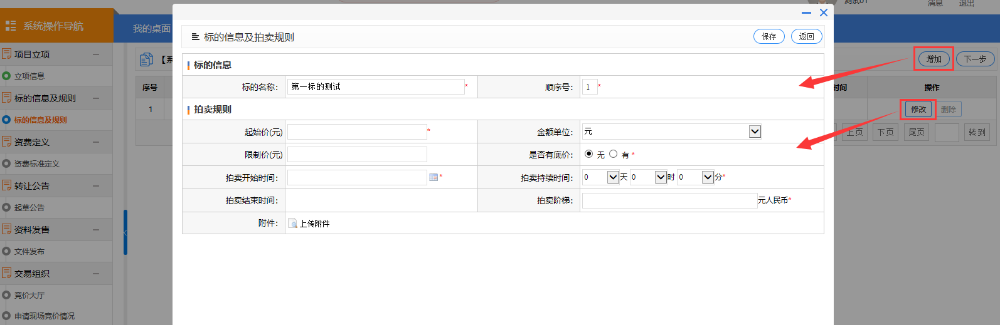 测试01
消息 退出
系统操作导航
我的桌面
标的信息及拍卖规则
保存 返回
项目立项
【系
增加 下一步
标的信息
立项信息
序号
标的名称: 第一标的测试*
顺序号: 1*
时间 操作
标的信息及规则
1
拍卖规则
修改 删除
标的信息及规则
起始价(元) *
金额单位: 元
上页 下页 尾页 转到
资费定义
限制价(元)
是否有底价: 无 有 *
资费标准定义
拍卖开始时间: *
拍卖持续时间: 0 天 0 时 0 分*
转让公告
拍卖结束时间:
拍卖阶梯: 元人民币*
起草公告
附件: 上传附件
资料发售
文件发布
交易组织
竞价大厅
申请现场竞价情况